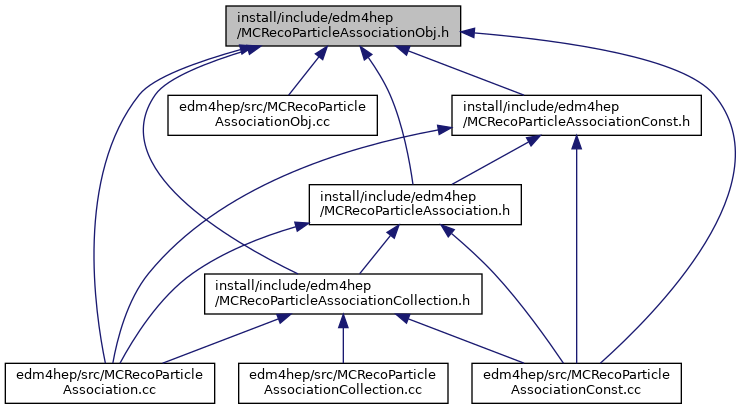 install/include/edm4hep
/MCRecoParticleAssociationObj.h
edm4hep/src/MCRecoParticle
AssociationObj.cc
install/include/edm4hep
/MCRecoParticleAssociationConst.h
install/include/edm4hep
/MCRecoParticleAssociation.h
install/include/edm4hep
/MCRecoParticleAssociationCollection.h
edm4hep/src/MCRecoParticle
Association.cc
edm4hep/src/MCRecoParticle
AssociationCollection.cc
edm4hep/src/MCRecoParticle
AssociationConst.cc